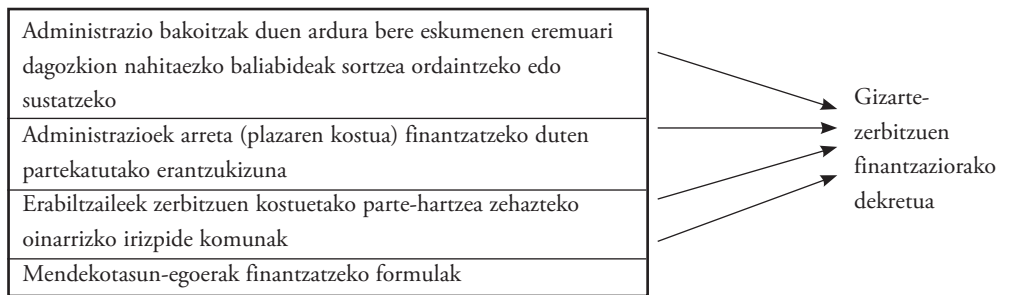 Administrazio bakoitzak duen ardura bere eskumenen eremuari
dagozkion nahitaezko baliabideak sortzea ordaintzeko edo
sustatzeko
Administrazioek arreta (plazaren kostua) finantzatzeko duten
partekatutako erantzukizuna
Erabiltzaileek zerbitzuen kostuetako parte-hartzea zehazteko
oinarrizko irizpide komunak
Mendekotasun-egoerak finantzatzeko formulak
Gizarte-
zerbitzuen
finantzaziorako
dekretua